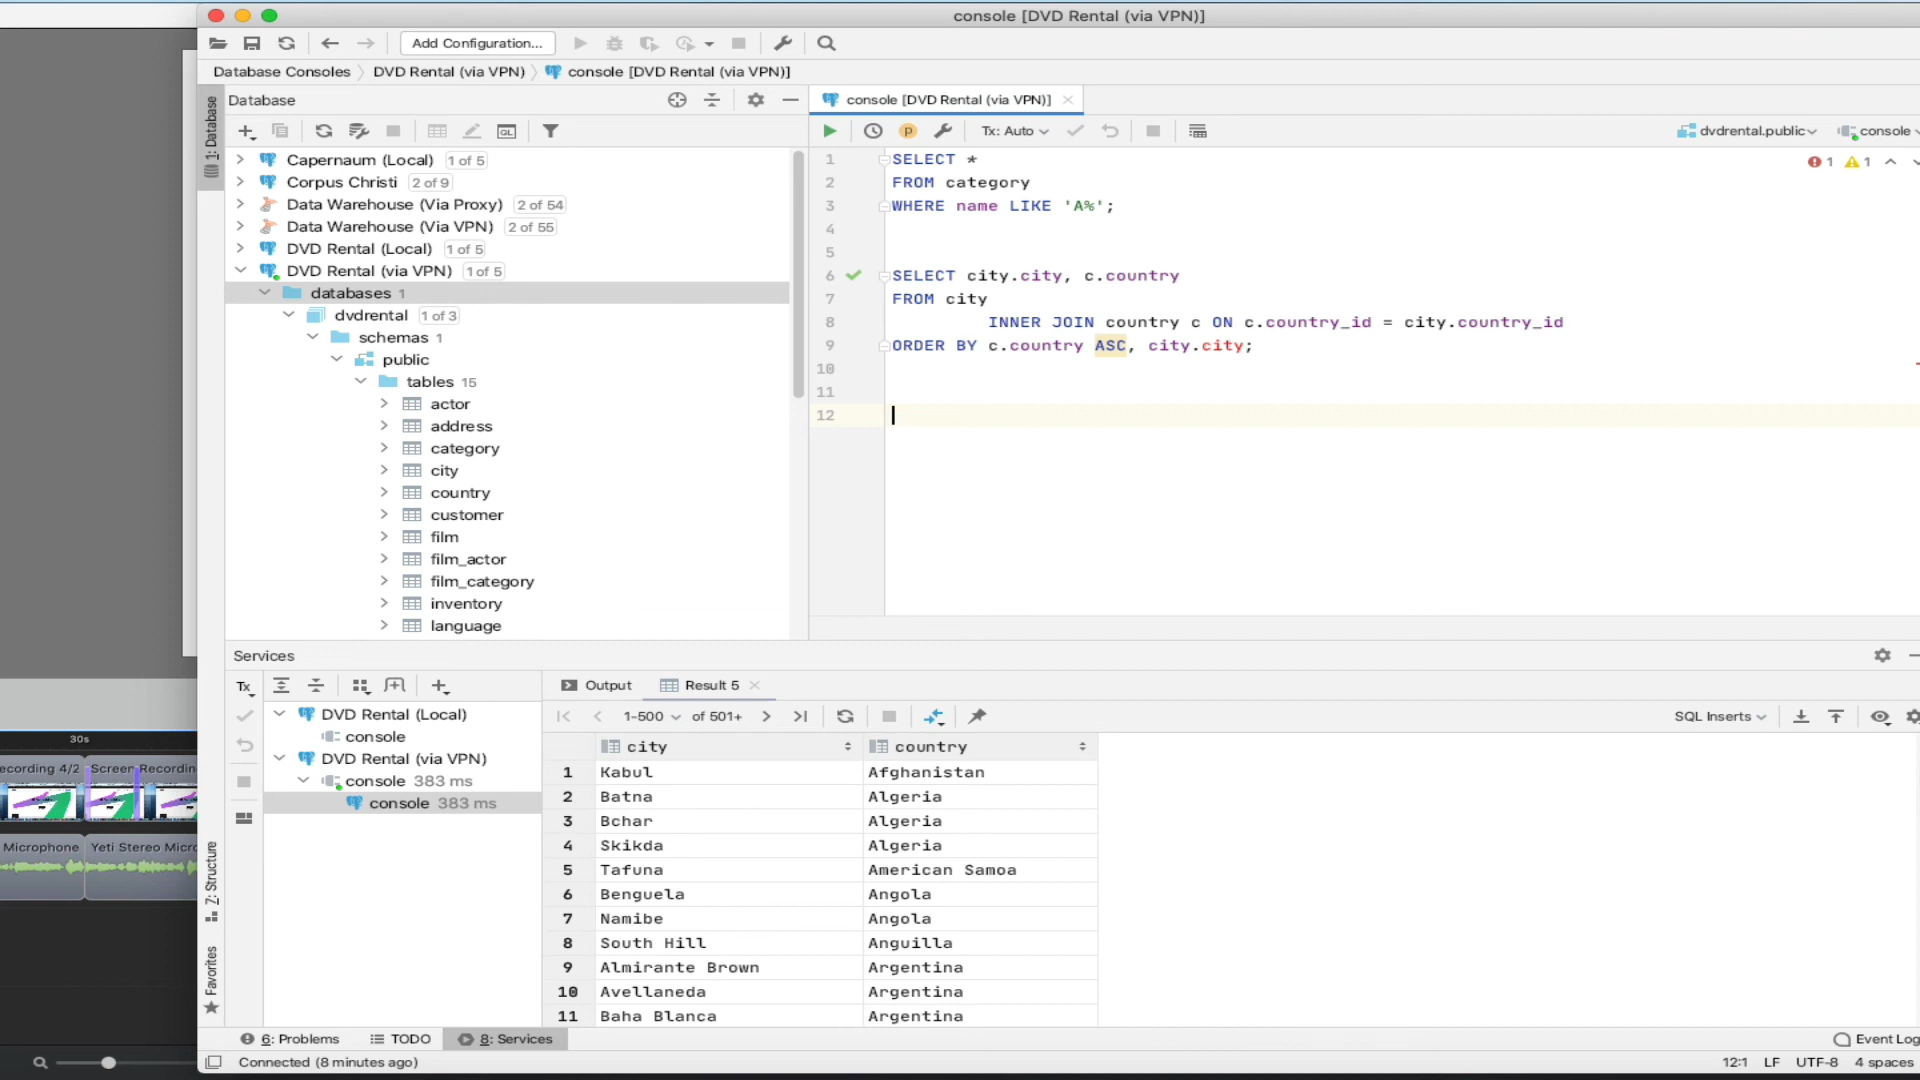 console [DVD Rental (via VPN)]
Add Configuration...
Database Consoles
DVD Rental (via VPN)
console [DVD Rental (via VPN)]
1: Database
Database
console [DVD Rental (via VPN)]
Tx: Auto
dvdrental.public
console
Capernaum (Local) 1 of 5
Corpus Christi 2 of 9
Data Warehouse (Via Proxy) 2 of 54
Data Warehouse (Via VPN) 2 of 55
DVD Rental (Local) 1 of 5
DVD Rental (via VPN) 1 of 5
databases 1
dvdrental 1 of 3
schemas 1
public
tables 15
actor
address
category
city
country
customer
film
film_actor
film_category
inventory
language
1 SELECT *
2 FROM category
3 WHERE name LIKE 'A%';
4
5
6 SELECT city.city, c.country
7 FROM city
8 INNER JOIN country c ON c.country_id = city.country_id
9 ORDER BY c.country ASC, city.city;
10
11
12
1 1
Services
Tx
DVD Rental (Local)
console
DVD Rental (via VPN)
console 383 ms
console 383 ms
Output
Result 5
1-500 of 501+
SQL Inserts
city country
1 Kabul Afghanistan
2 Batna Algeria
3 Bchar Algeria
4 Skikda Algeria
5 Tafuna American Samoa
6 Benguela Angola
7 Namibe Angola
8 South Hill Anguilla
9 Almirante Brown Argentina
10 Avellaneda Argentina
11 Baha Blanca Argentina
Z: Structure
Favorites
6: Problems
TODO
8: Services
Event Log
Connected (8 minutes ago)
12:1 LF UTF-8 4 spaces
30s
ecording 4/2
Screen Recordin
Microphone
Yeti Stereo Micro